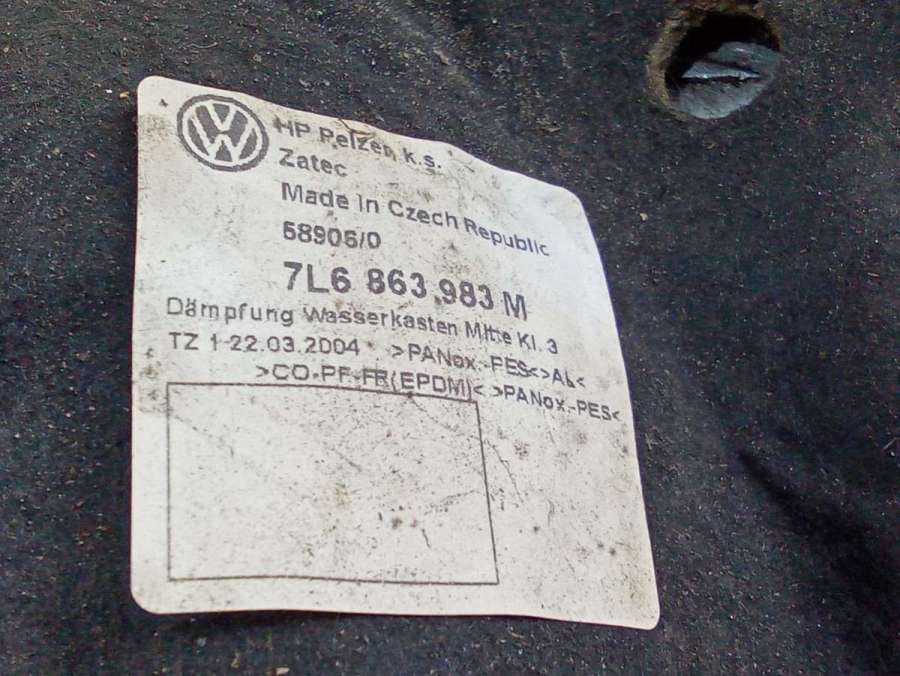 HP Pelzer k.s.
Zatec
Made in Czech Republic
58905/0
7L6 863 983 M
Dämpfung Wasserkasten Mitte Kl. 3
TZ 1-22.03.2004 >PANox.-PES<>AL<
>CO-PF-FR(EPDM)< >PANox.-PES<